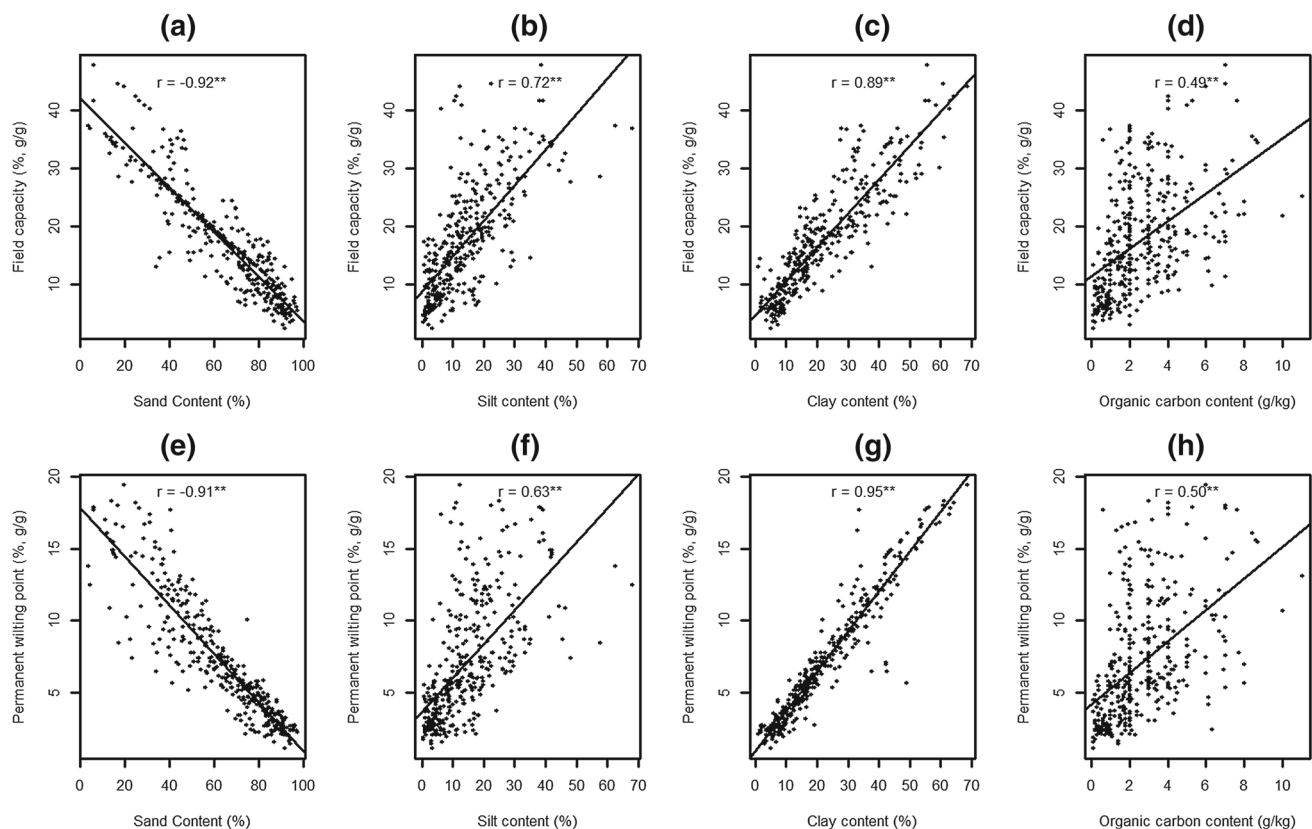 (a) (b) (c) (d)
r = -0.92** r = 0.72** r = 0.89** r = 0.49**
Field capacity (%, g/g) Field capacity (%, g/g) Field capacity (%, g/g) Field capacity (%, g/g)
40 40 40 40
30 30 30 30
20 20 20 20
10 10 10 10
0 20 40 60 80 100 0 10 20 30 40 50 60 70 0 10 20 30 40 50 60 70 0 2 4 6 8 10
Sand Content (%) Silt content (%) Clay content (%) Organic carbon content (g/kg)
(e) (f) (g) (h)
r = -0.91** r = 0.63** r = 0.95** r = 0.50**
Permanent wilting point (%, g/g) Permanent wilting point (%, g/g) Permanent wilting point (%, g/g) Permanent wilting point (%, g/g)
20 20 20 20
15 15 15 15
10 10 10 10
5 5 5 5
0 20 40 60 80 100 0 10 20 30 40 50 60 70 0 10 20 30 40 50 60 70 0 2 4 6 8 10
Sand Content (%) Silt content (%) Clay content (%) Organic carbon content (g/kg)